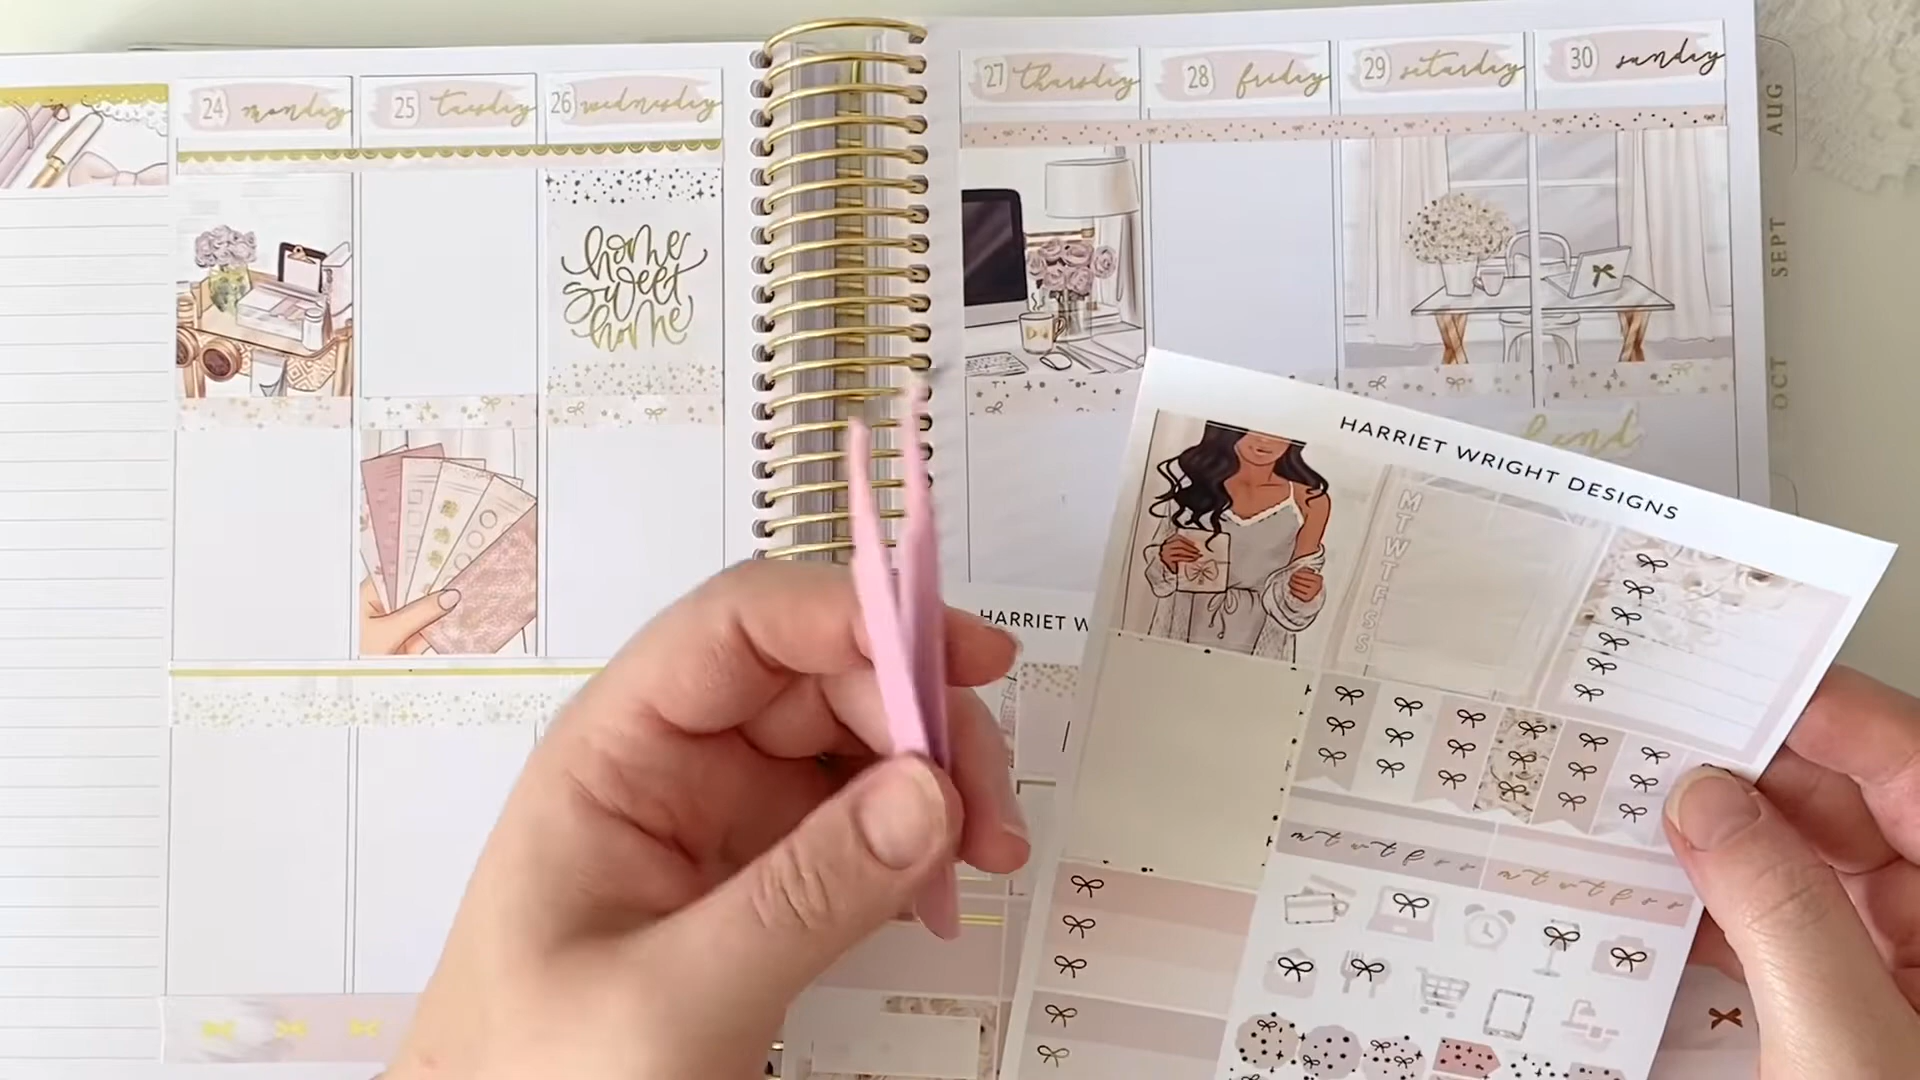 24 monday
25 tuesday
26 wednesday
27 thursday
28 friday
29 saturday
30 sunday
AUG
SEPT
OCT
home
sweet
home
HARRIET WRIGHT DESIGNS
M
T
W
T
F
S
S
HARRIET W
m t w t f s s
m t w t f s s